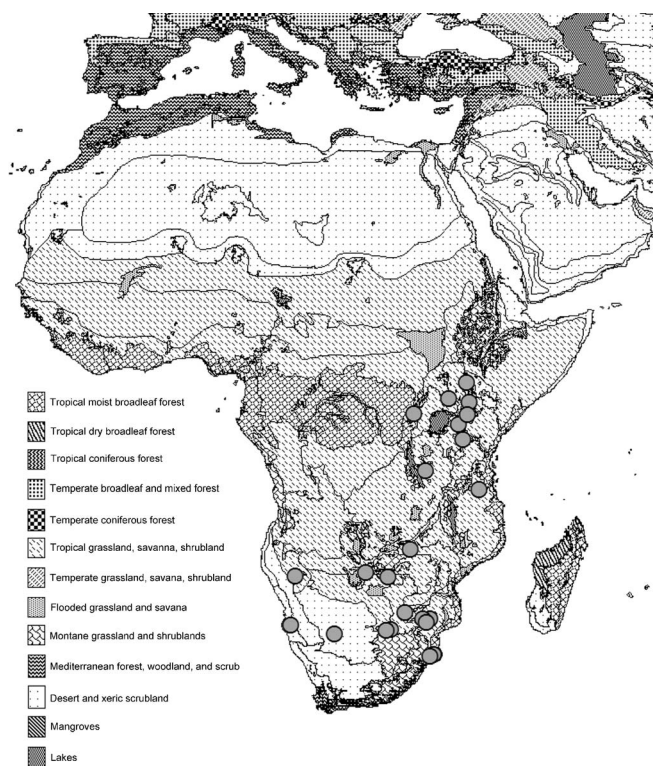 Tropical moist broadleaf forest
Tropical dry broadleaf forest
Tropical coniferous forest
Temperate broadleaf and mixed forest
Temperate coniferous forest
Tropical grassland, savanna, shrubland
Temperate grassland, savana, shrubland
Flooded grassland and savana
Montane grassland and shrublands
Mediterranean forest, woodland, and scrub
Desert and xeric scrubland
Mangroves
Lakes